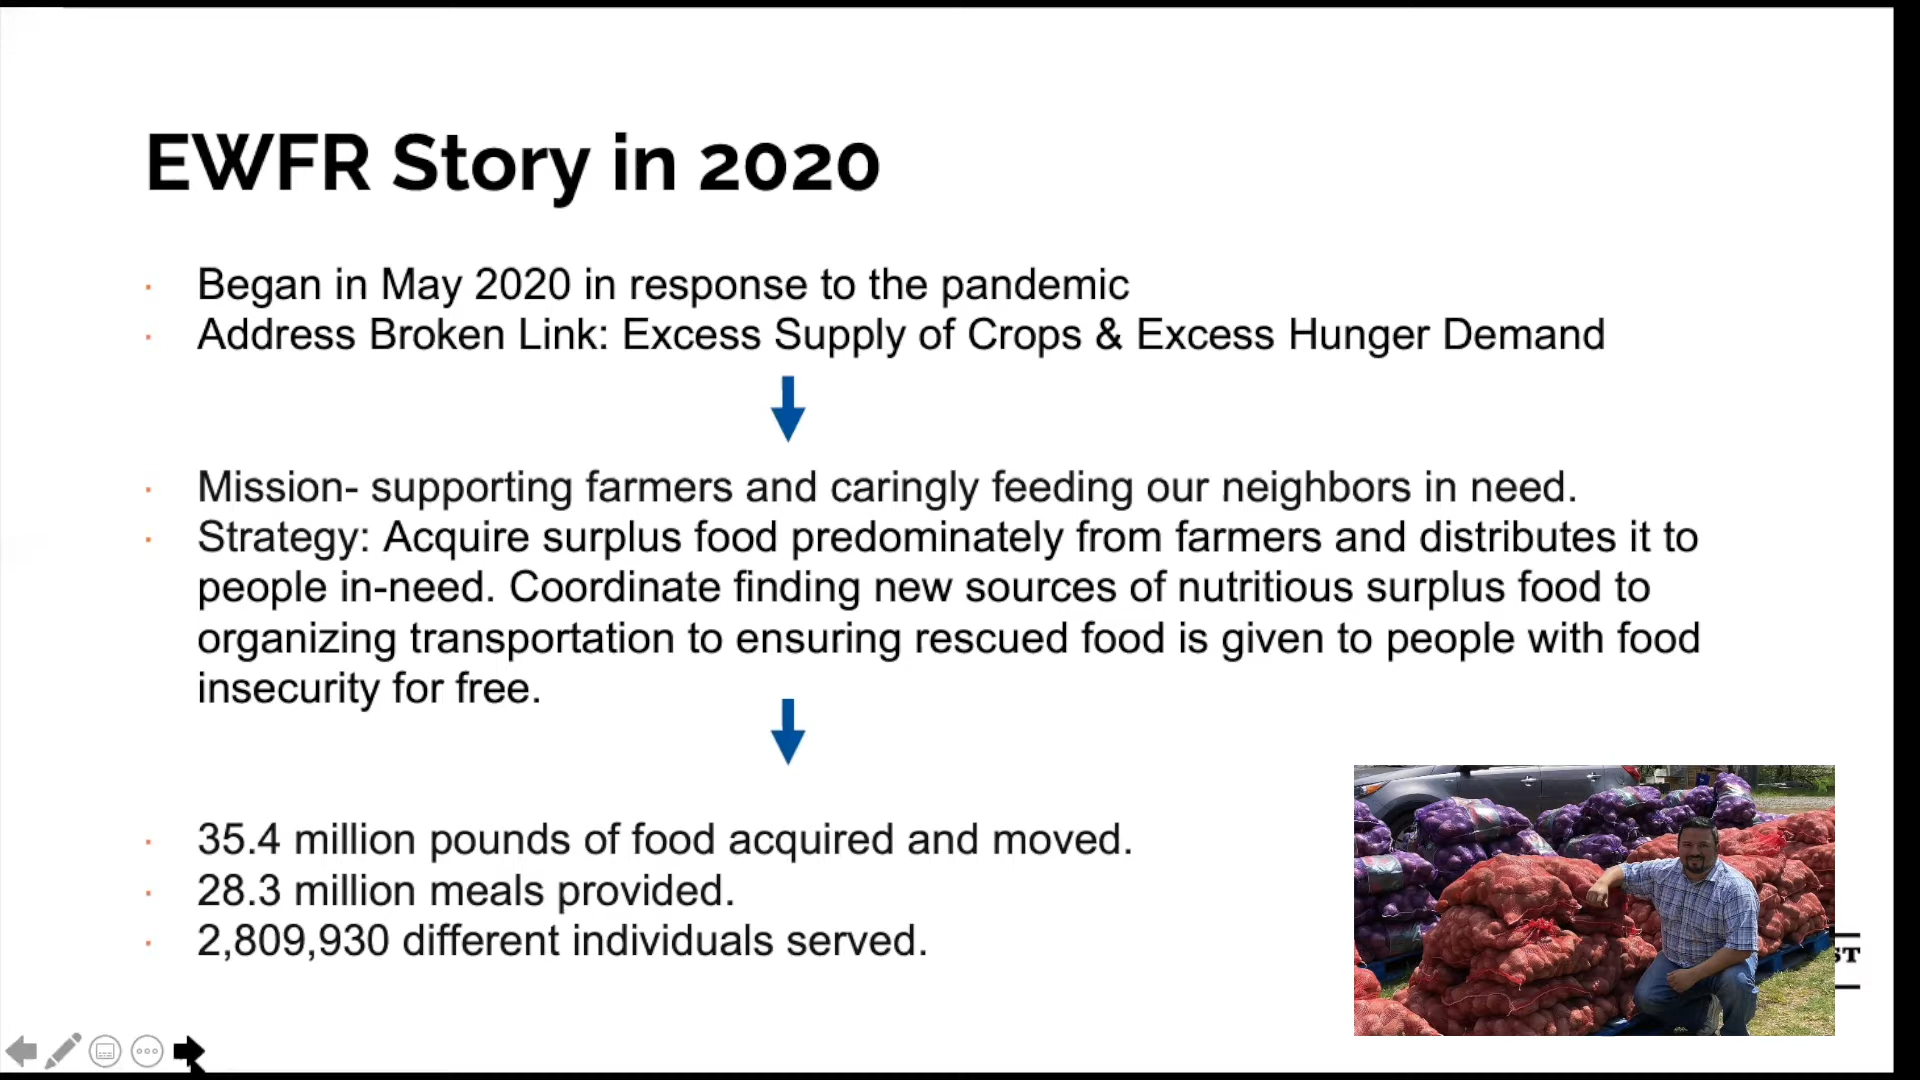 EWFR Story in 2020
· Began in May 2020 in response to the pandemic
· Address Broken Link: Excess Supply of Crops & Excess Hunger Demand
· Mission- supporting farmers and caringly feeding our neighbors in need.
· Strategy: Acquire surplus food predominately from farmers and distributes it to
people in-need. Coordinate finding new sources of nutritious surplus food to
organizing transportation to ensuring rescued food is given to people with food
insecurity for free.
· 35.4 million pounds of food acquired and moved.
· 28.3 million meals provided.
· 2,809,930 different individuals served.
ST